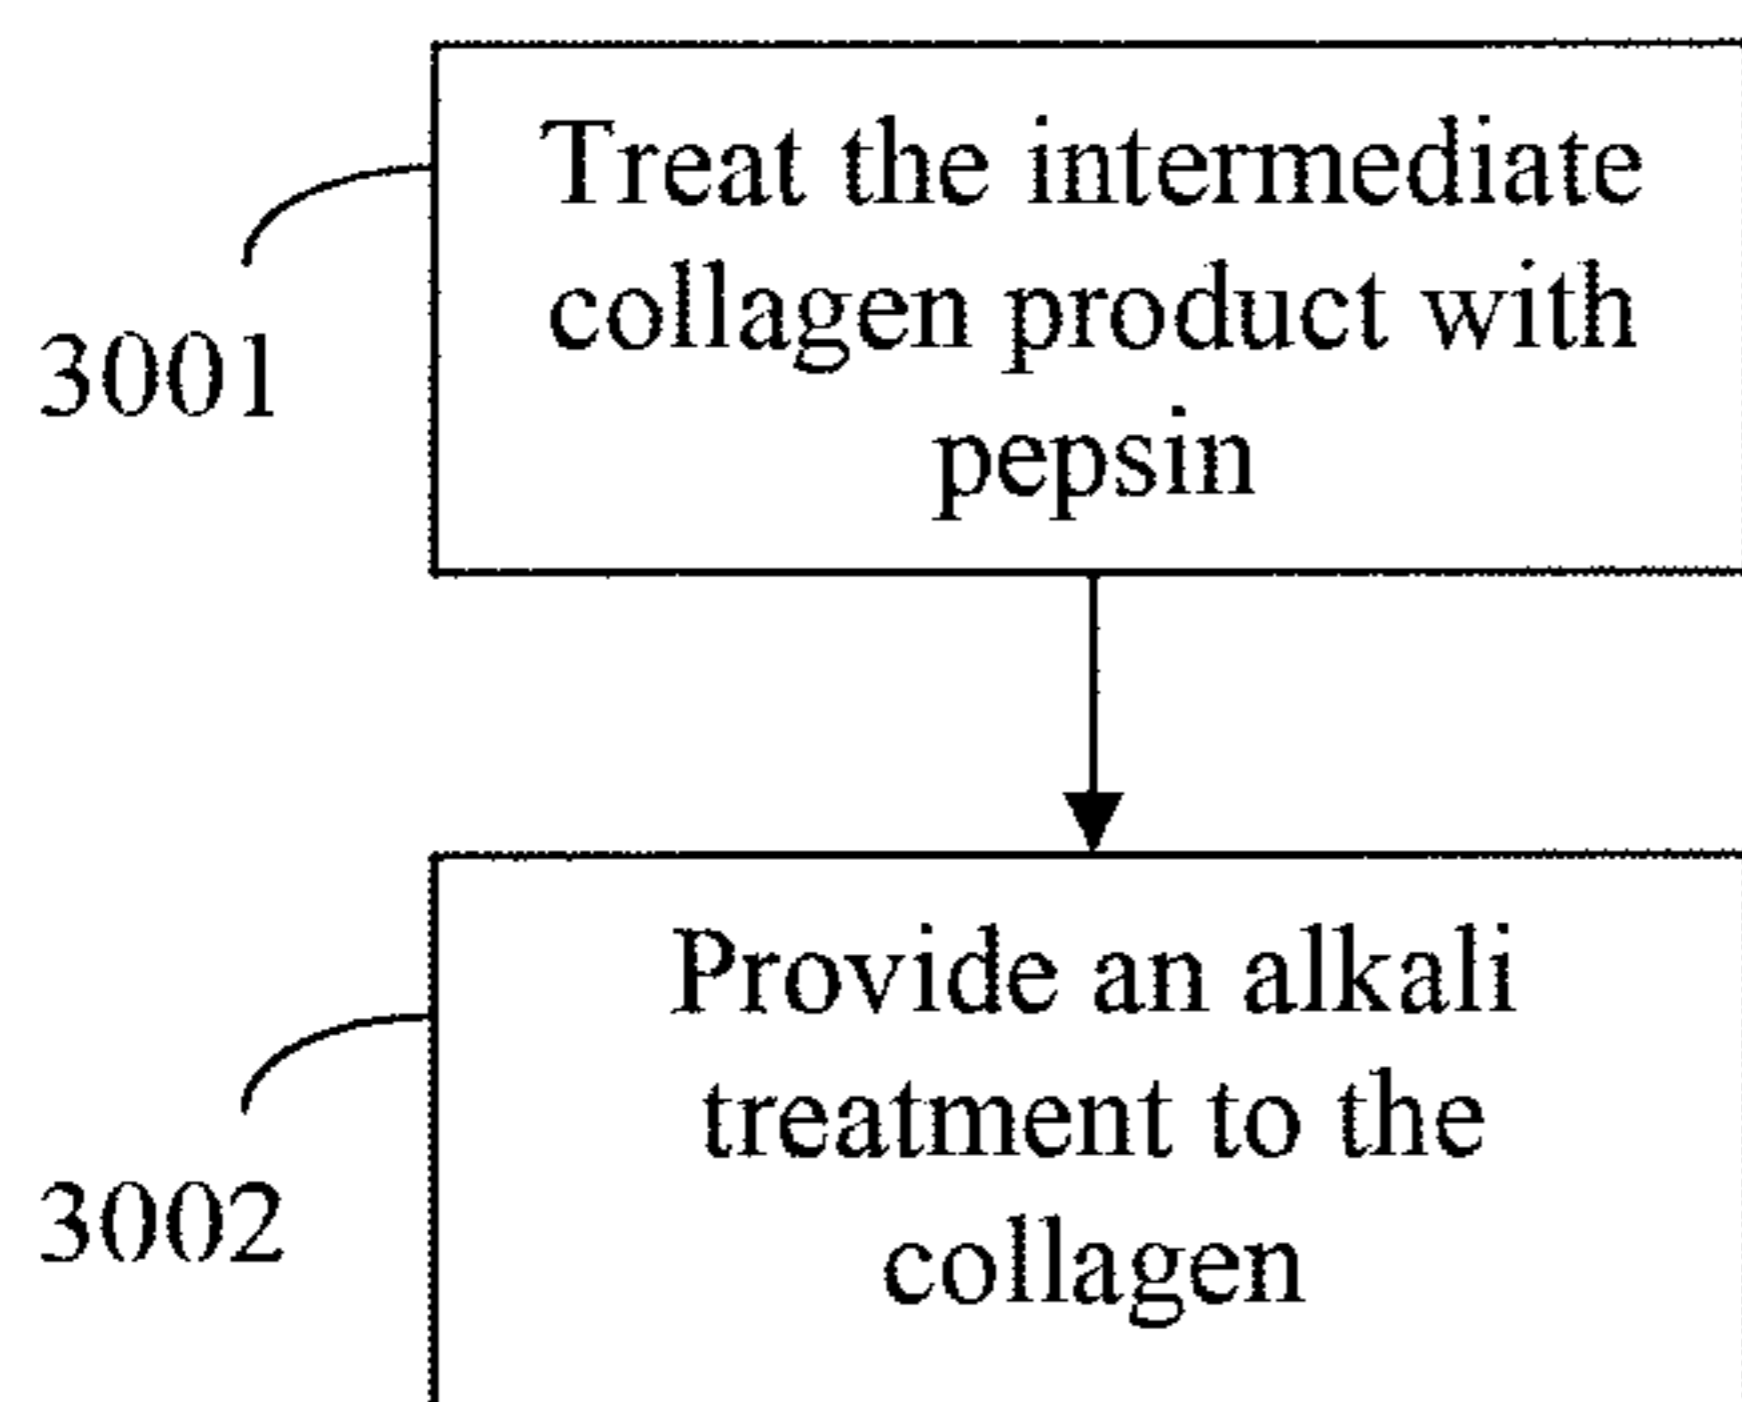 Treat the intermediate
collagen product with
pepsin
3001
Provide an alkali
treatment to the
collagen
3002